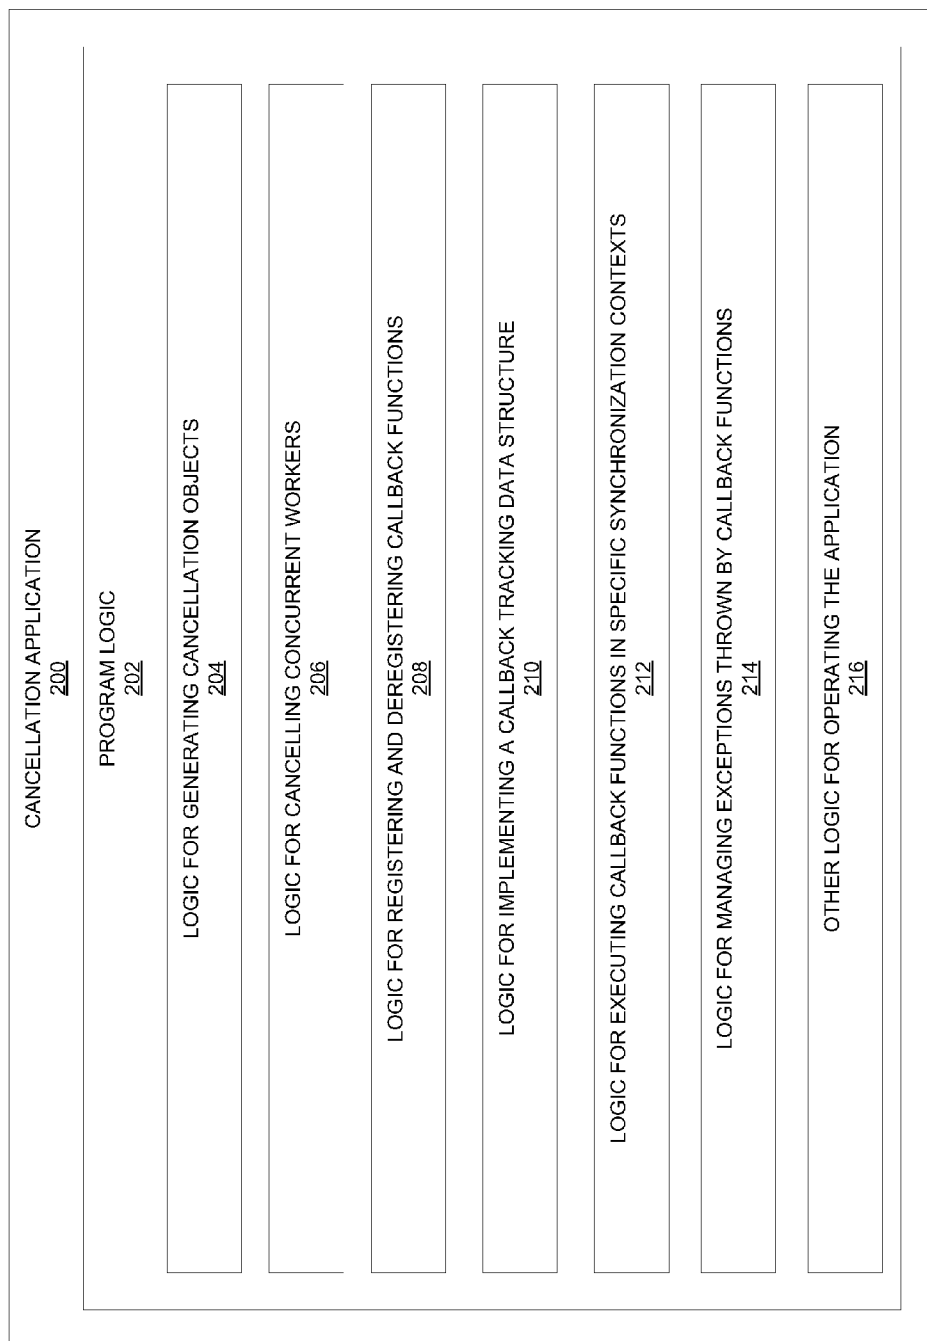 CANCELLATION APPLICATION
200
PROGRAM LOGIC
202
LOGIC FOR GENERATING CANCELLATION OBJECTS
204
LOGIC FOR CANCELLING CONCURRENT WORKERS
206
LOGIC FOR REGISTERING AND DEREGISTERING CALLBACK FUNCTIONS
208
LOGIC FOR IMPLEMENTING A CALLBACK TRACKING DATA STRUCTURE
210
LOGIC FOR EXECUTING CALLBACK FUNCTIONS IN SPECIFIC SYNCHRONIZATION CONTEXTS
212
LOGIC FOR MANAGING EXCEPTIONS THROWN BY CALLBACK FUNCTIONS
214
OTHER LOGIC FOR OPERATING THE APPLICATION
216